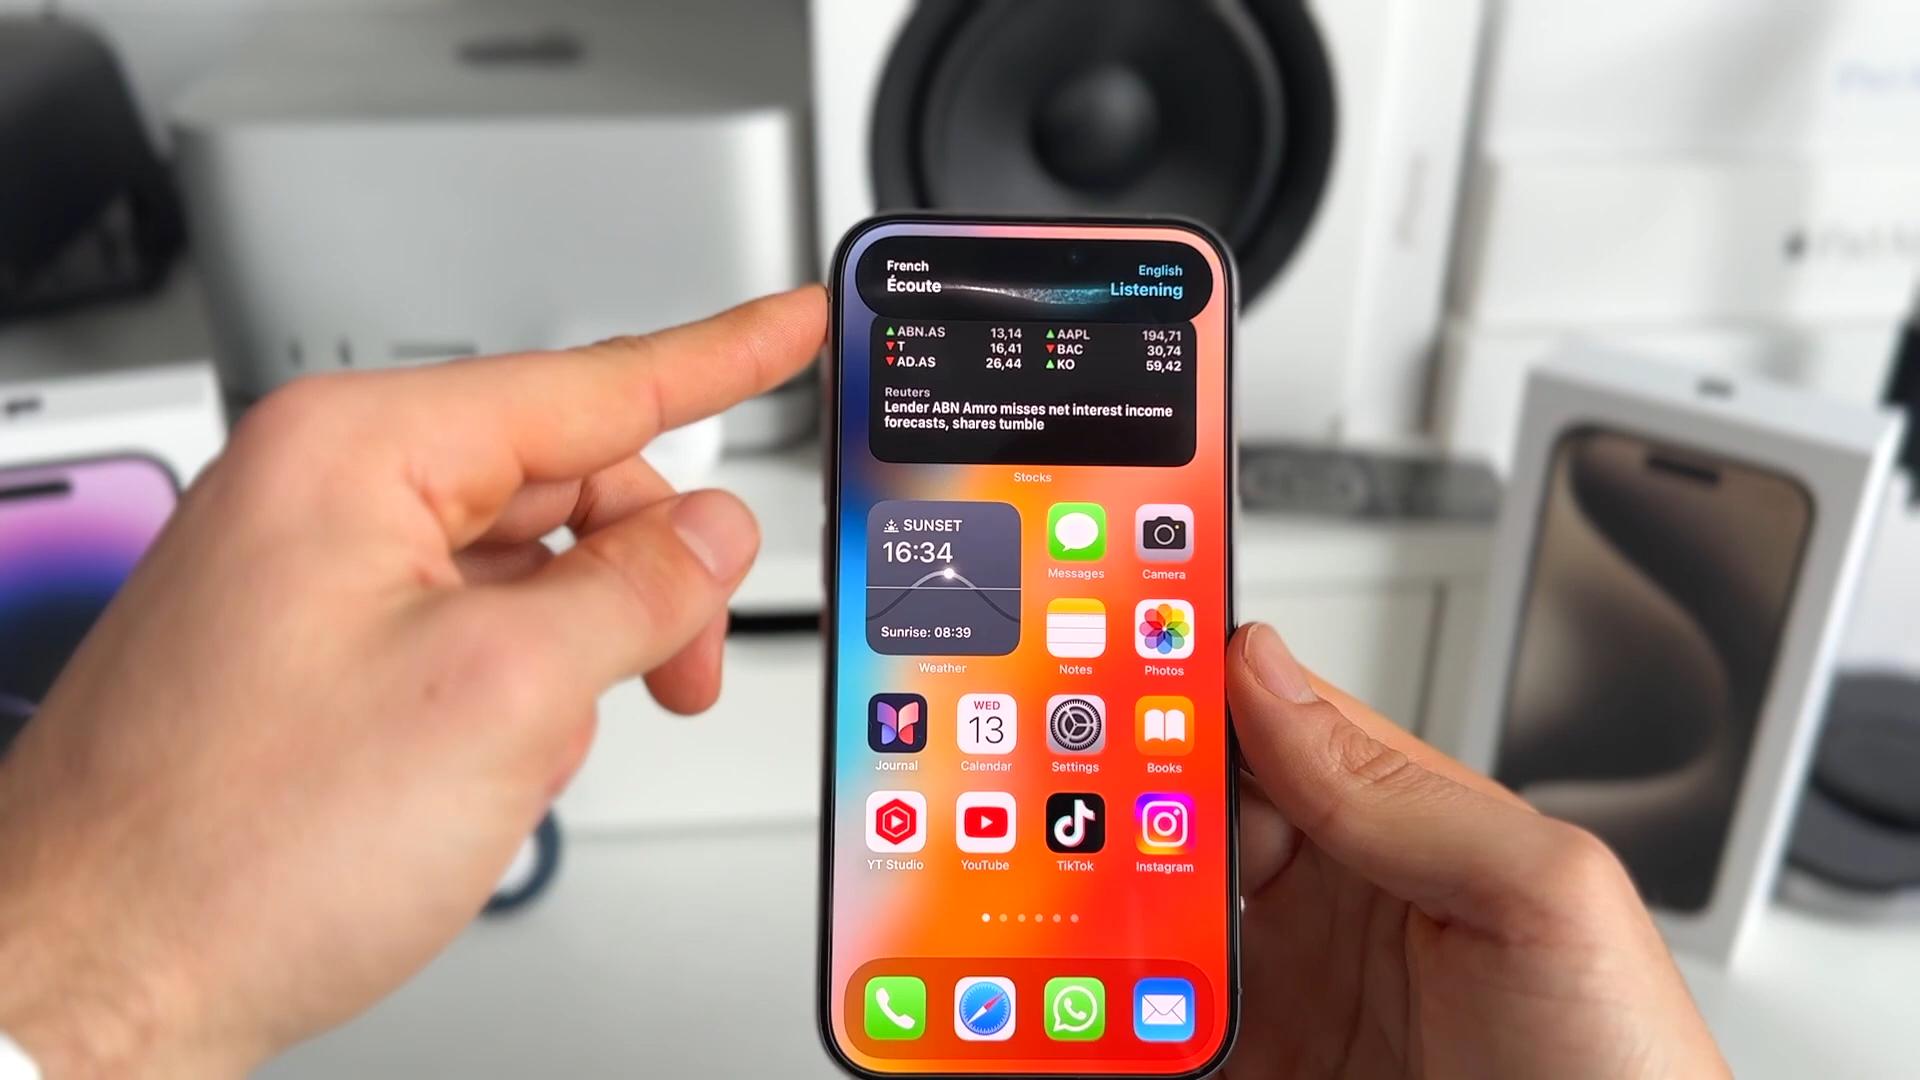 French
Écoute
English
Listening
ABN.AS 13,14 AAPL 194,71
T 16,41 BAC 30,74
AD.AS 26,44 KO 59,42
Reuters
Lender ABN Amro misses net interest income
forecasts, shares tumble
Stocks
SUNSET
16:34
Sunrise: 08:39
Weather
Messages
Camera
Notes
Photos
WED
13
Journal
Calendar
Settings
Books
YT Studio
YouTube
TikTok
Instagram